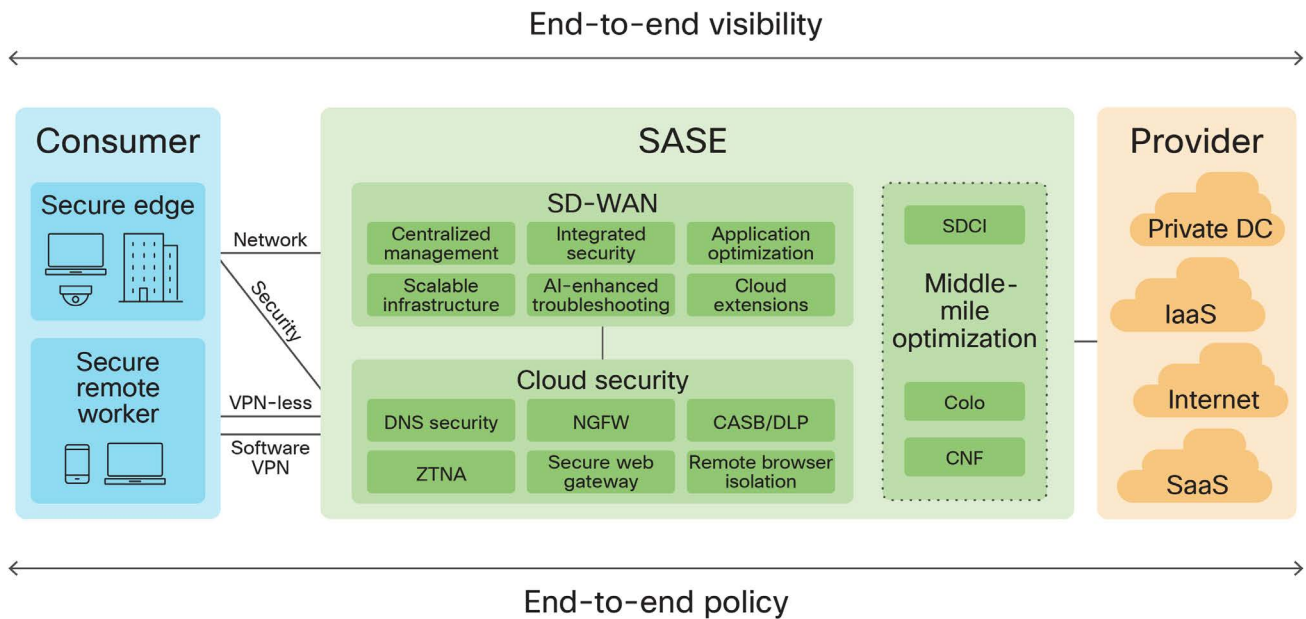 End-to-end visibility
Consumer
Secure edge
Secure
remote
worker
Network
Security
VPN-less
Software
VPN
SASE
SD-WAN
Centralized
management
Integrated
security
Application
optimization
Scalable
infrastructure
AI-enhanced
troubleshooting
Cloud
extensions
Cloud security
DNS security
NGFW
CASB/DLP
ZTNA
Secure web
gateway
Remote browser
isolation
SDCI
Middle-
mile
optimization
Colo
CNF
Provider
Private DC
IaaS
Internet
SaaS
End-to-end policy